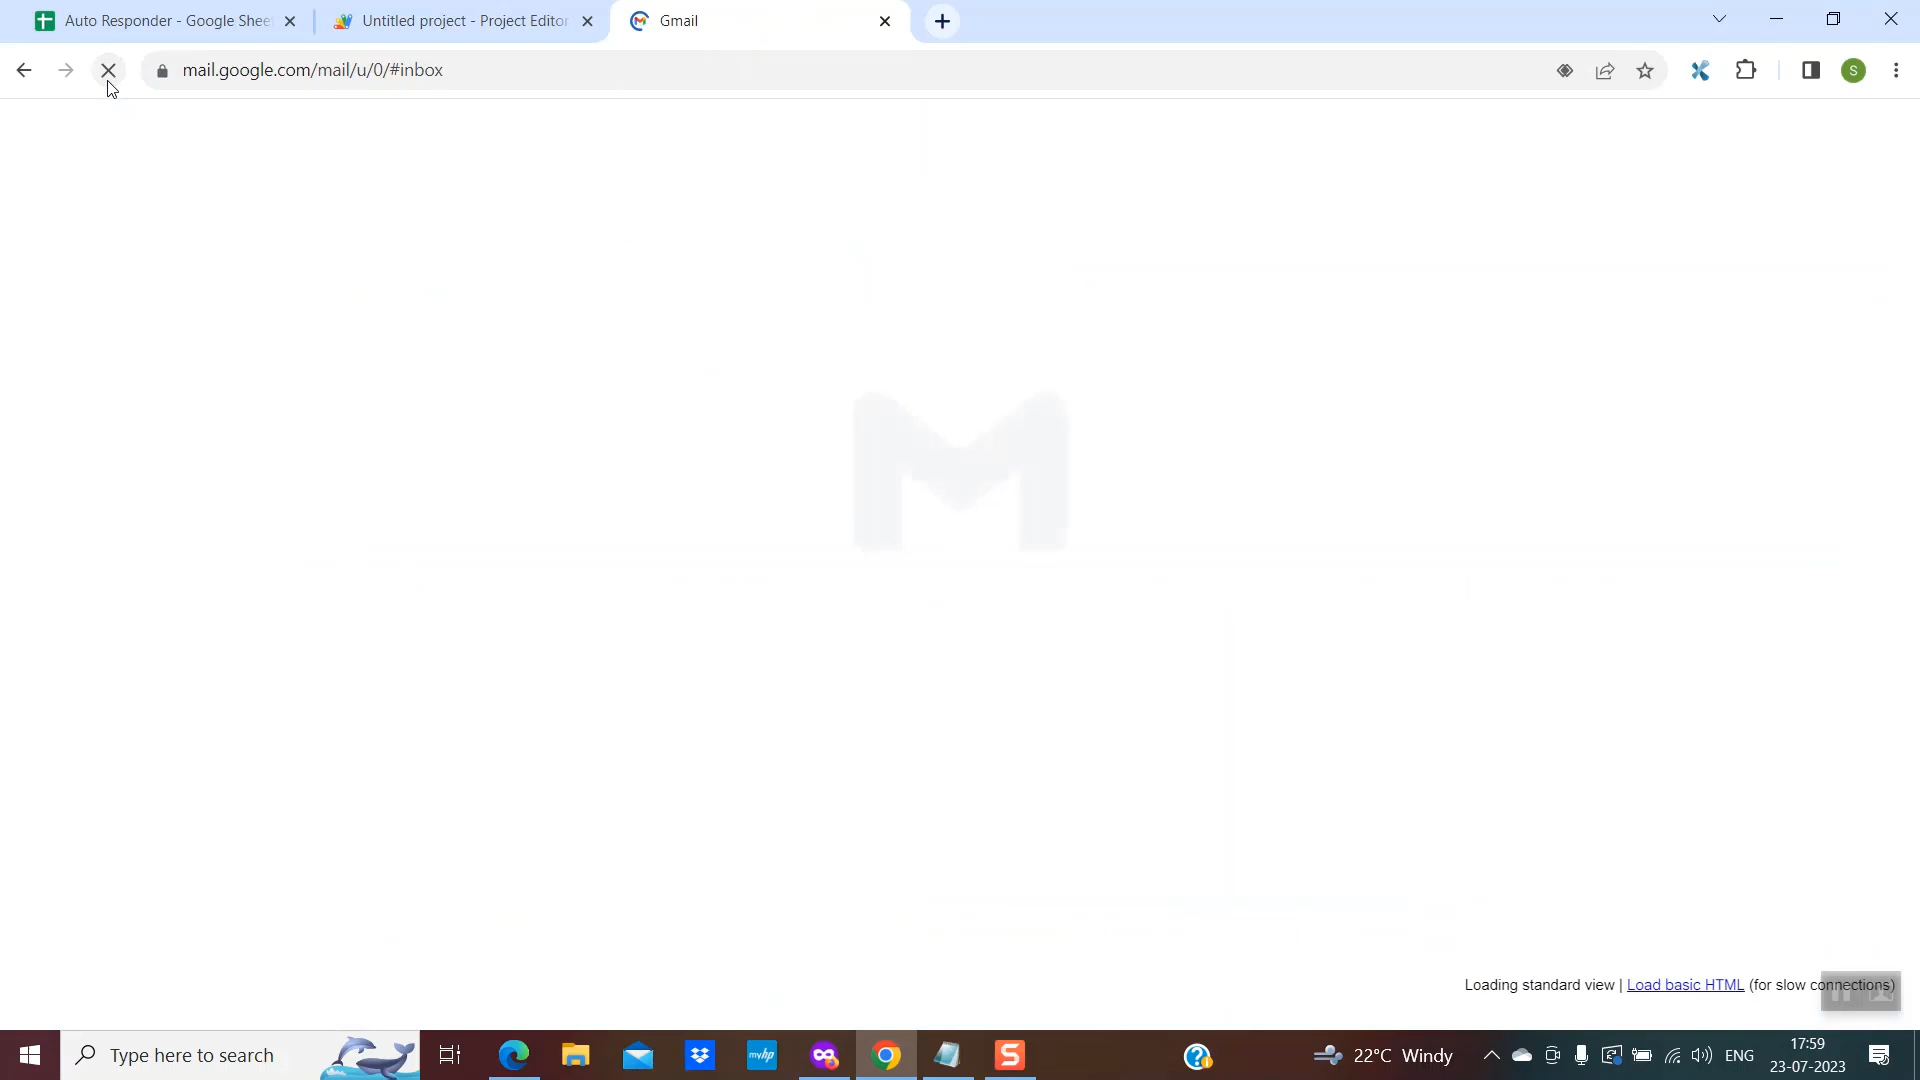 Auto Responder - Google Shee
Untitled project - Project Editor
Gmail
mail.google.com/mail/u/0/#inbox
S
Loading standard view | Load basic HTML (for slow connections)
Type here to search
myhp
S
22°C Windy
ENG
17:59
23-07-2023